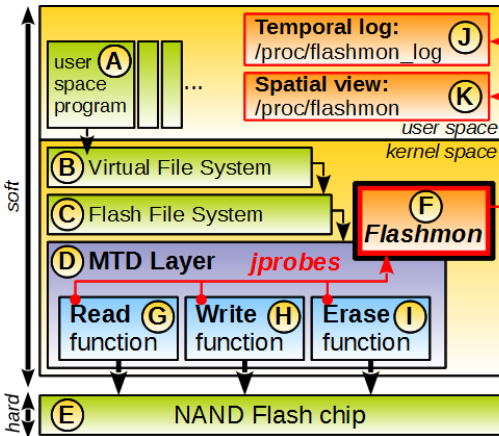 Temporal log:
/proc/flashmon_log
J
user
space
program
A
...
Spatial view:
/proc/flashmon
K
user space
kernel space
soft
B Virtual File System
C Flash File System
F
Flashmon
D MTD Layer
jprobes
Read
function
G
Write
function
H
Erase
function
I
hard
E NAND Flash chip